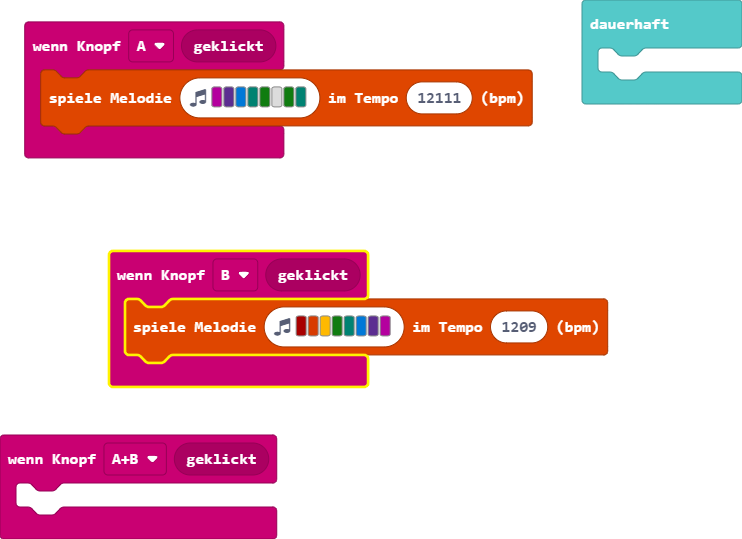 dauerhaft
wenn Knopf A geklickt
spiele Melodie im Tempo 12111 (bpm)
wenn Knopf B geklickt
spiele Melodie im Tempo 1209 (bpm)
wenn Knopf A+B geklickt